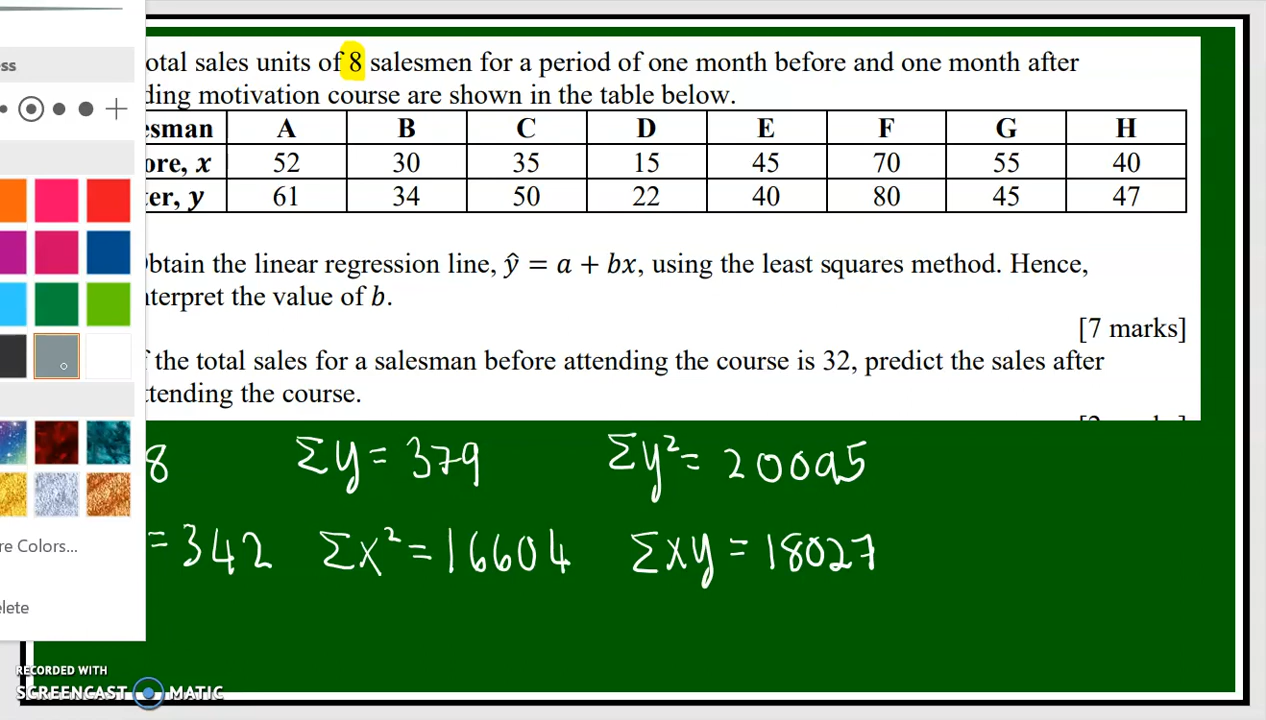 ess
otal sales units of 8 salesmen for a period of one month before and one month after
ding motivation course are shown in the table below.
esman A B C D E F G H
ore, x 52 30 35 15 45 70 55 40
ter, y 61 34 50 22 40 80 45 47
btain the linear regression line, ŷ = a + bx, using the least squares method. Hence,
nterpret the value of b.
[7 marks]
f the total sales for a salesman before attending the course is 32, predict the sales after
ttending the course.
8 Σy = 379 Σy² = 20095
= 342 Σx² = 16604 Σxy = 18027
re Colors...
elete
RECORDED WITH
SCREENCAST MATIC